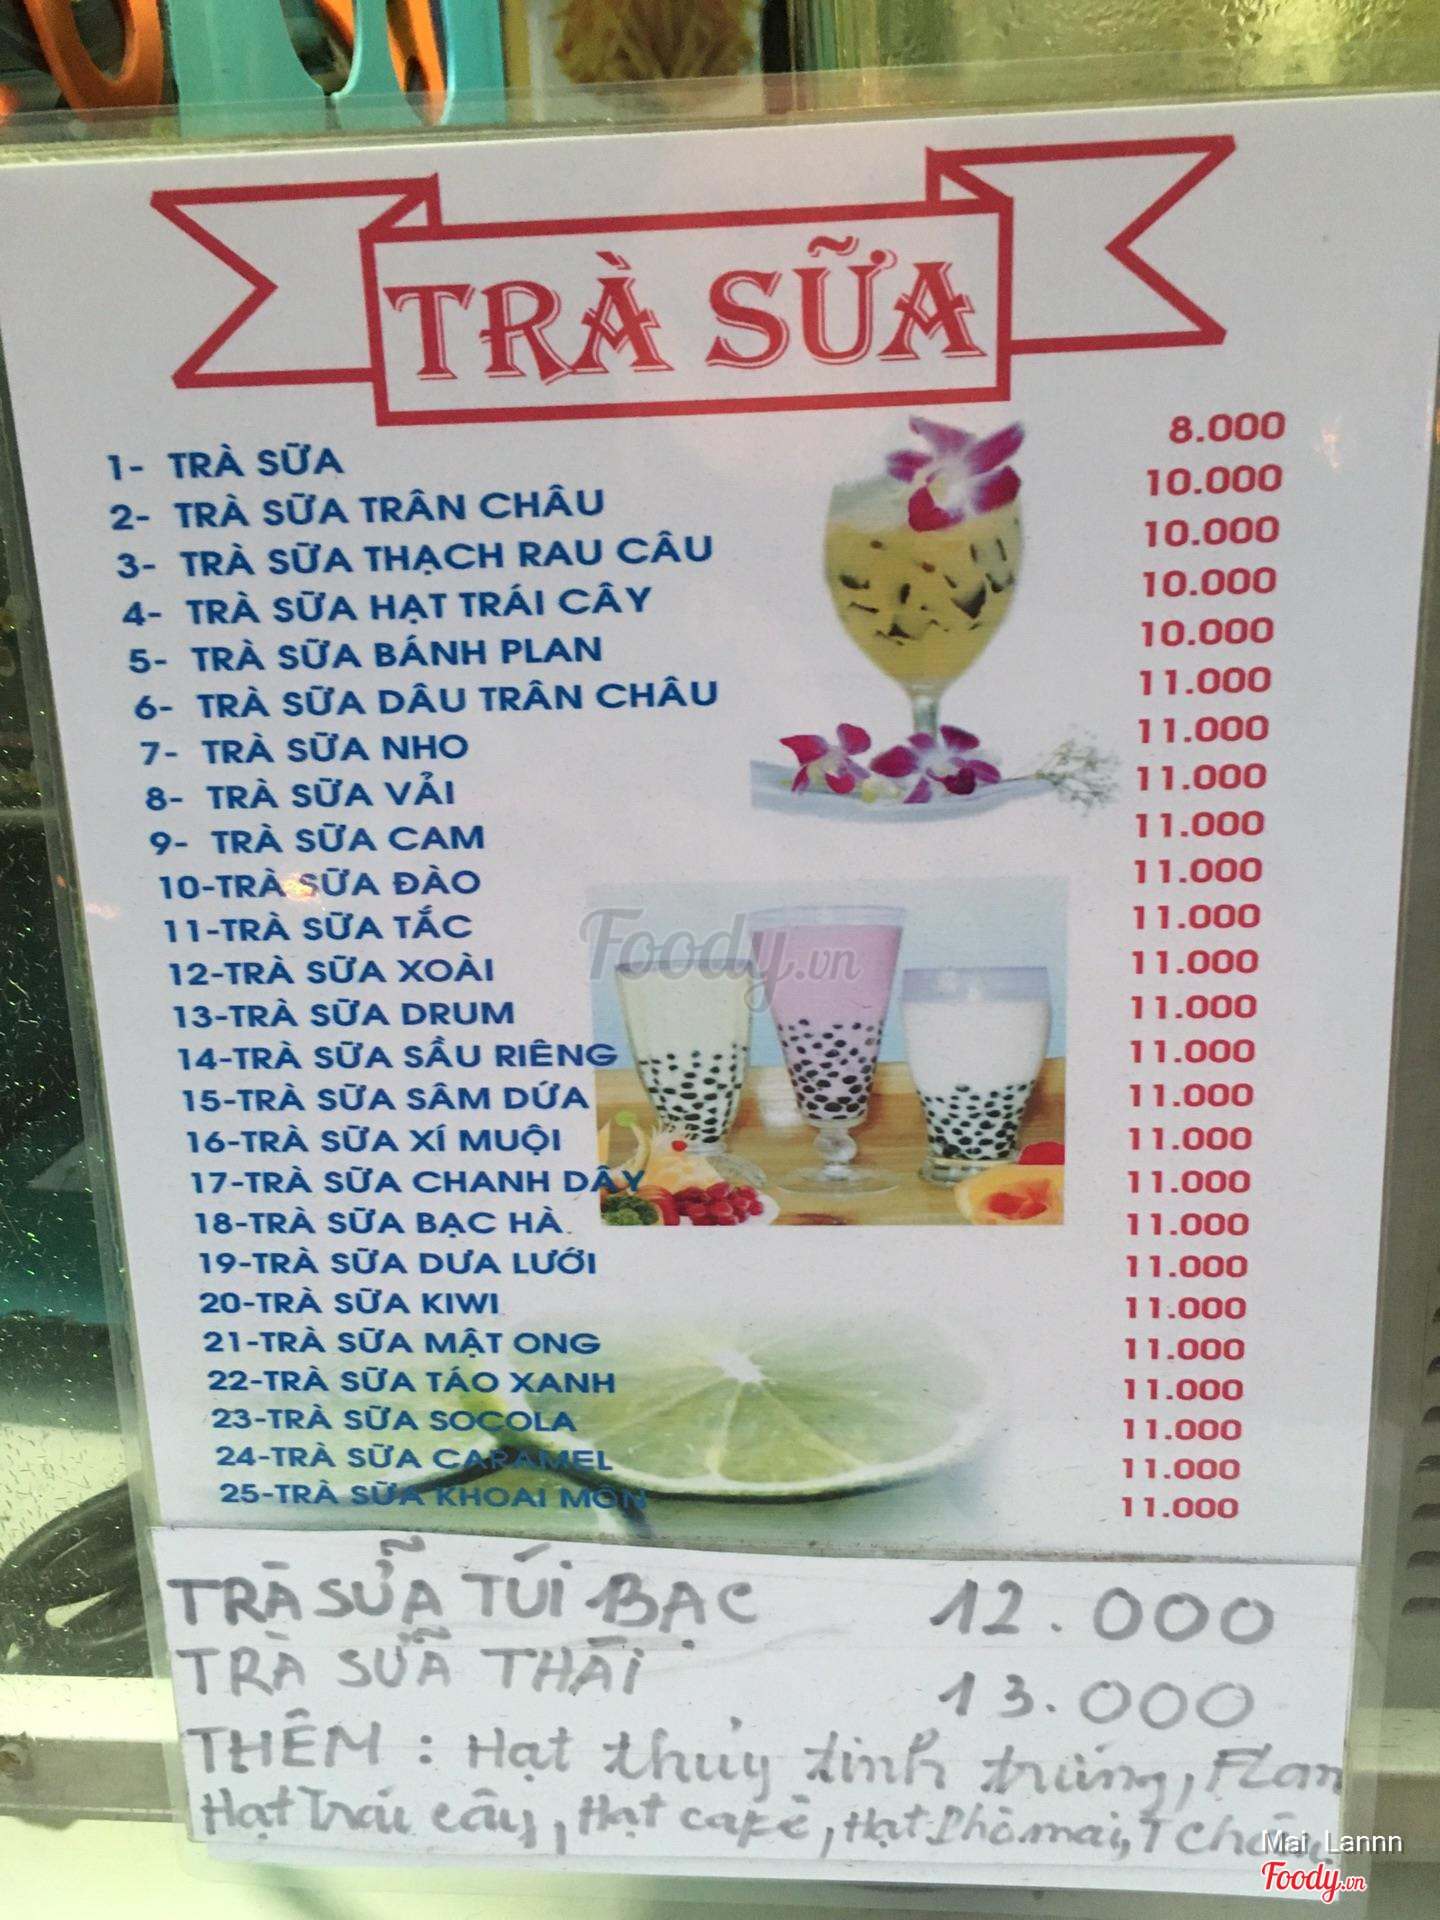 TRÀ SỮA
1- TRÀ SỮA 8.000
2- TRÀ SỮA TRÂN CHÂU 10.000
3- TRÀ SỮA THẠCH RAU CÂU 10.000
4- TRÀ SỮA HẠT TRÁI CÂY 10.000
5- TRÀ SỮA BÁNH PLAN 10.000
6- TRÀ SỮA DÂU TRÂN CHÂU 11.000
7- TRÀ SỮA NHO 11.000
8- TRÀ SỮA VẢI 11.000
9- TRÀ SỮA CAM 11.000
10-TRÀ SỮA ĐÀO 11.000
11-TRÀ SỮA TẮC 11.000
12-TRÀ SỮA XOÀI 11.000
13-TRÀ SỮA DRUM 11.000
14-TRÀ SỮA SẦU RIÊNG 11.000
15-TRÀ SỮA SÂM DỨA 11.000
16-TRÀ SỮA XÍ MUỘI 11.000
17-TRÀ SỮA CHANH DÂY 11.000
18-TRÀ SỮA BẠC HÀ 11.000
19-TRÀ SỮA DƯA LƯỚI 11.000
20-TRÀ SỮA KIWI 11.000
21-TRÀ SỮA MẬT ONG 11.000
22-TRÀ SỮA TÁO XANH 11.000
23-TRÀ SỮA SOCOLA 11.000
24-TRÀ SỮA CARAMEL 11.000
25-TRÀ SỮA KHOAI MÔN 11.000
TRÀ SỮA TÚI BẠC 12.000
TRÀ SỮA THÁI 13.000
THÊM : Hạt thủy tinh trứng, Flan
Hạt Trái cây, Hạt café, Hạt Phômai, T
Foody.vn
Mai Lannn
Foody.vn